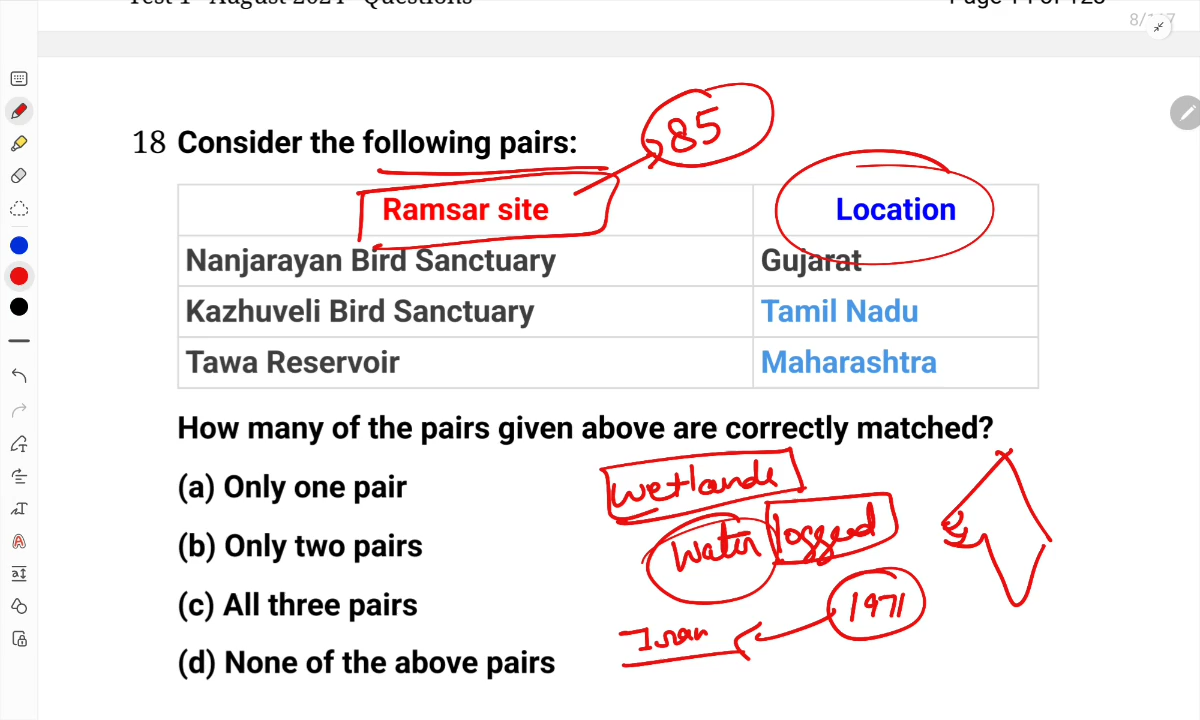 8/
18 Consider the following pairs:
85
Ramsar site Location
Nanjarayan Bird Sanctuary Gujarat
Kazhuveli Bird Sanctuary Tamil Nadu
Tawa Reservoir Maharashtra
How many of the pairs given above are correctly matched?
(a) Only one pair
wetlands
(b) Only two pairs
water logged
(c) All three pairs
1971
Iran
(d) None of the above pairs